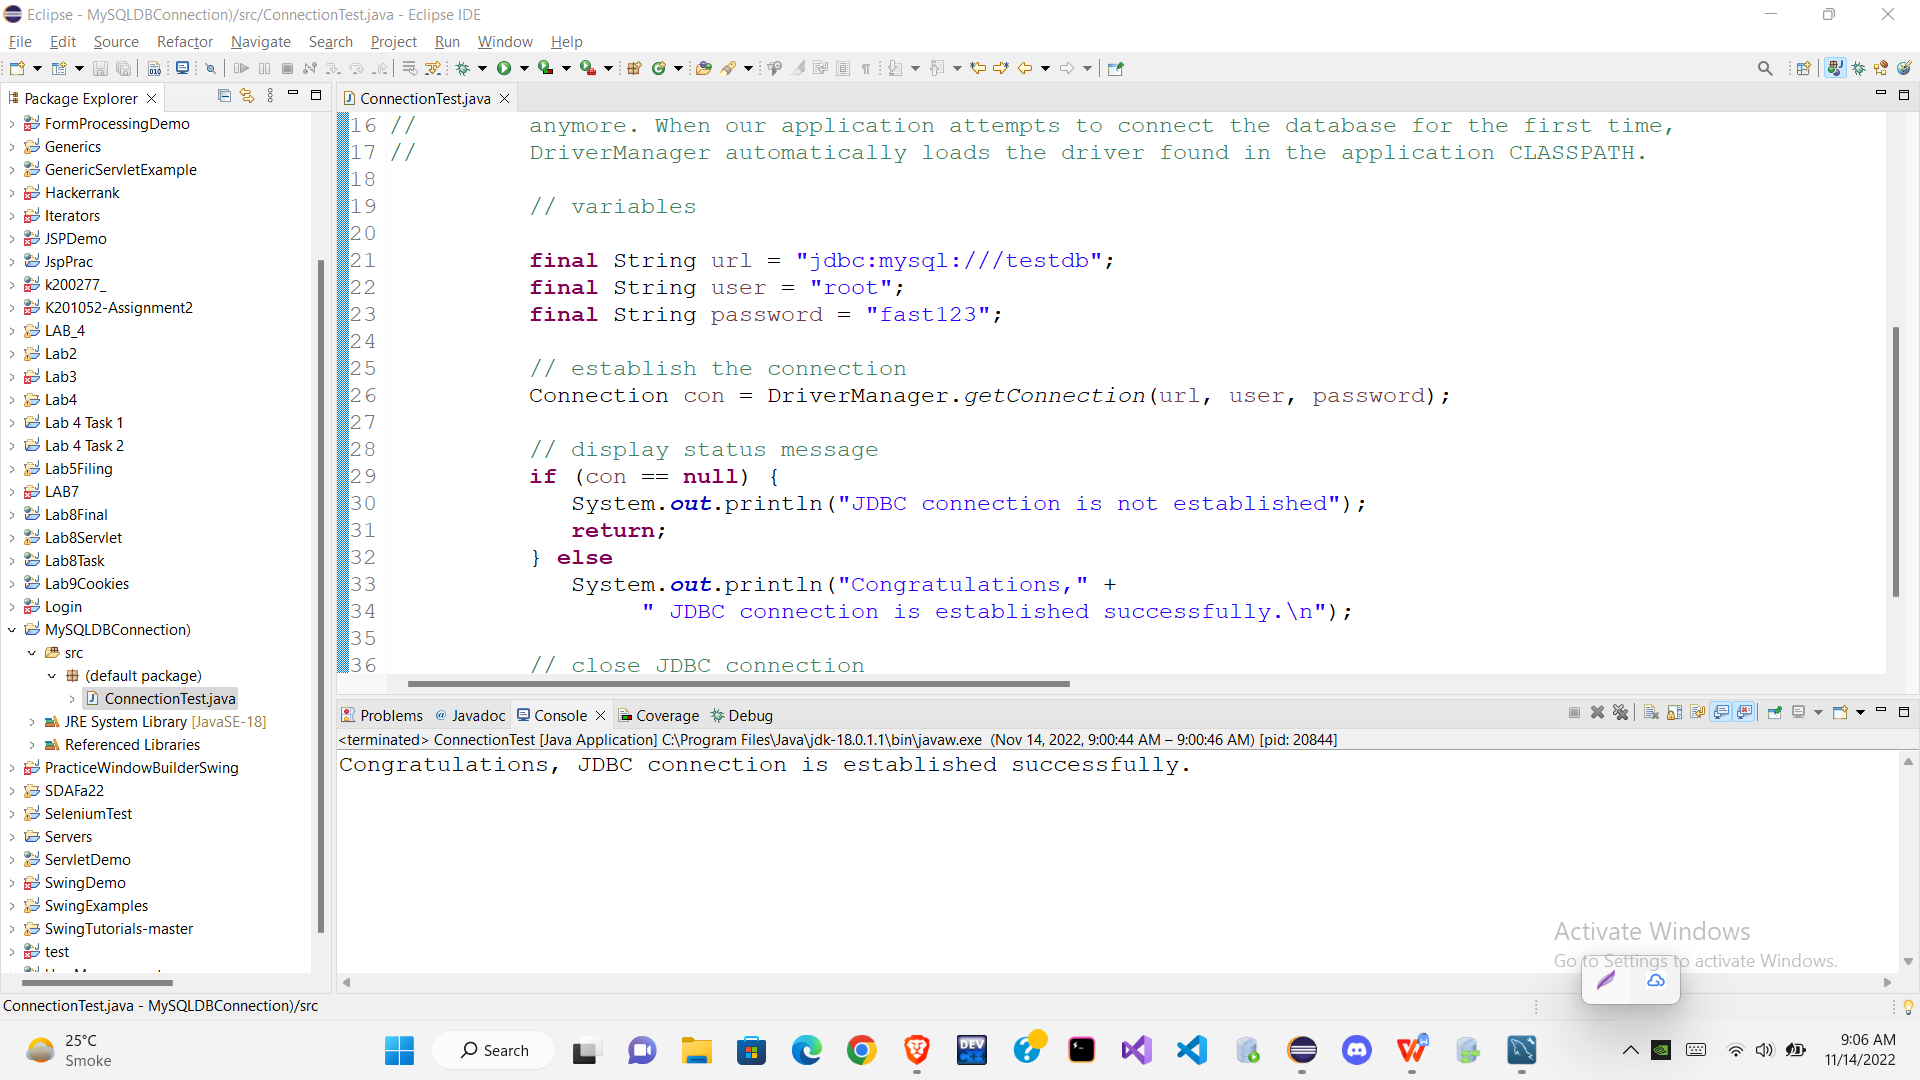 Eclipse - MySQLDBConnection)/src/ConnectionTest.java - Eclipse IDE
File Edit Source Refactor Navigate Search Project Run Window Help
Package Explorer
FormProcessingDemo
Generics
GenericServletExample
Hackerrank
Iterators
JSPDemo
JspPrac
k200277_
K201052-Assignment2
LAB_4
Lab2
Lab3
Lab4
Lab 4 Task 1
Lab 4 Task 2
Lab5Filing
LAB7
Lab8Final
Lab8Servlet
Lab8Task
Lab9Cookies
Login
MySQLDBConnection)
src
(default package)
ConnectionTest.java
JRE System Library [JavaSE-18]
Referenced Libraries
PracticeWindowBuilderSwing
SDAFa22
SeleniumTest
Servers
ServletDemo
SwingDemo
SwingExamples
SwingTutorials-master
test
ConnectionTest.java
16 // anymore. When our application attempts to connect the database for the first time,
17 // DriverManager automatically loads the driver found in the application CLASSPATH.
18
19 // variables
20
21 final String url = "jdbc:mysql:///testdb";
22 final String user = "root";
23 final String password = "fast123";
24
25 // establish the connection
26 Connection con = DriverManager.getConnection(url, user, password);
27
28 // display status message
29 if (con == null) {
30 System.out.println("JDBC connection is not established");
31 return;
32 } else
33 System.out.println("Congratulations," +
34 " JDBC connection is established successfully.\n");
35
36 // close JDBC connection
Problems @ Javadoc Console Coverage Debug
<terminated> ConnectionTest [Java Application] C:\Program Files\Java\jdk-18.0.1.1\bin\javaw.exe (Nov 14, 2022, 9:00:44 AM – 9:00:46 AM) [pid: 20844]
Congratulations, JDBC connection is established successfully.
Activate Windows
Go to Settings to activate Windows.
ConnectionTest.java - MySQLDBConnection)/src
25°C
Smoke
Search
DEV
C++
9:06 AM
11/14/2022